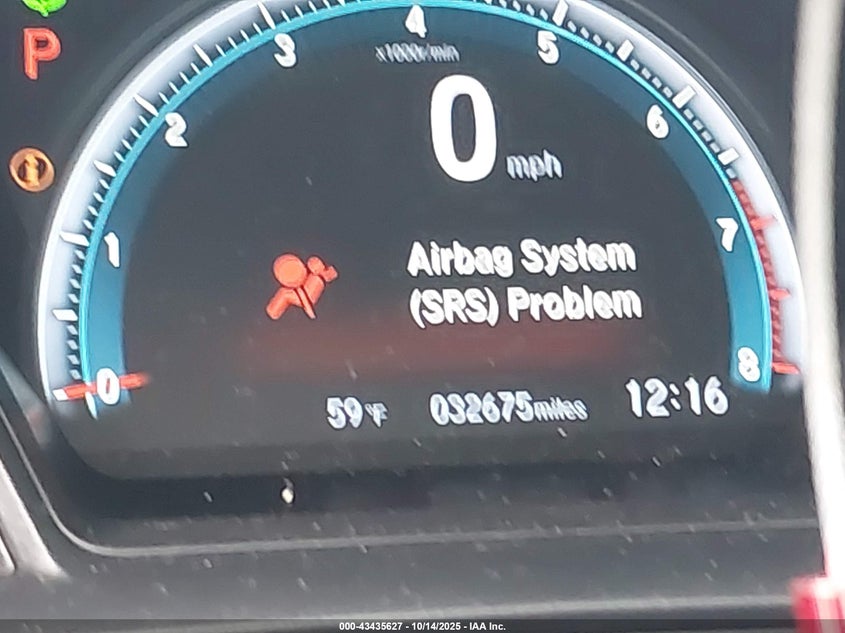 P
0
1
2
3
4
5
6
7
8
x1000r/min
0 mph
Airbag System
(SRS) Problem
59°F
032675miles
12:16
000-43435627 - 10/14/2025 - IAA Inc.